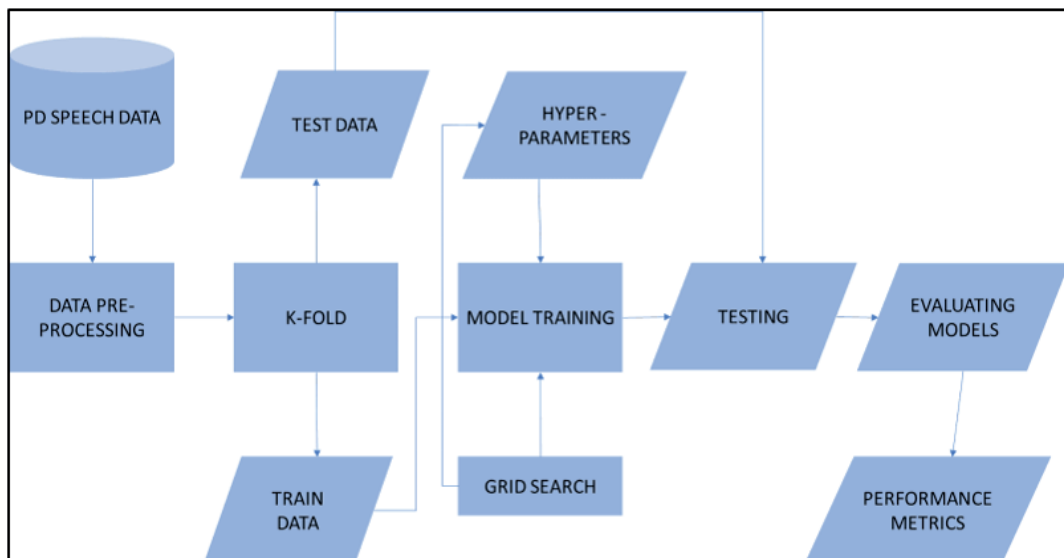 PD SPEECH DATA
TEST DATA
HYPER -
PARAMETERS
DATA PRE-
PROCESSING
K-FOLD
MODEL TRAINING
TESTING
EVALUATING
MODELS
TRAIN
DATA
GRID SEARCH
PERFORMANCE
METRICS